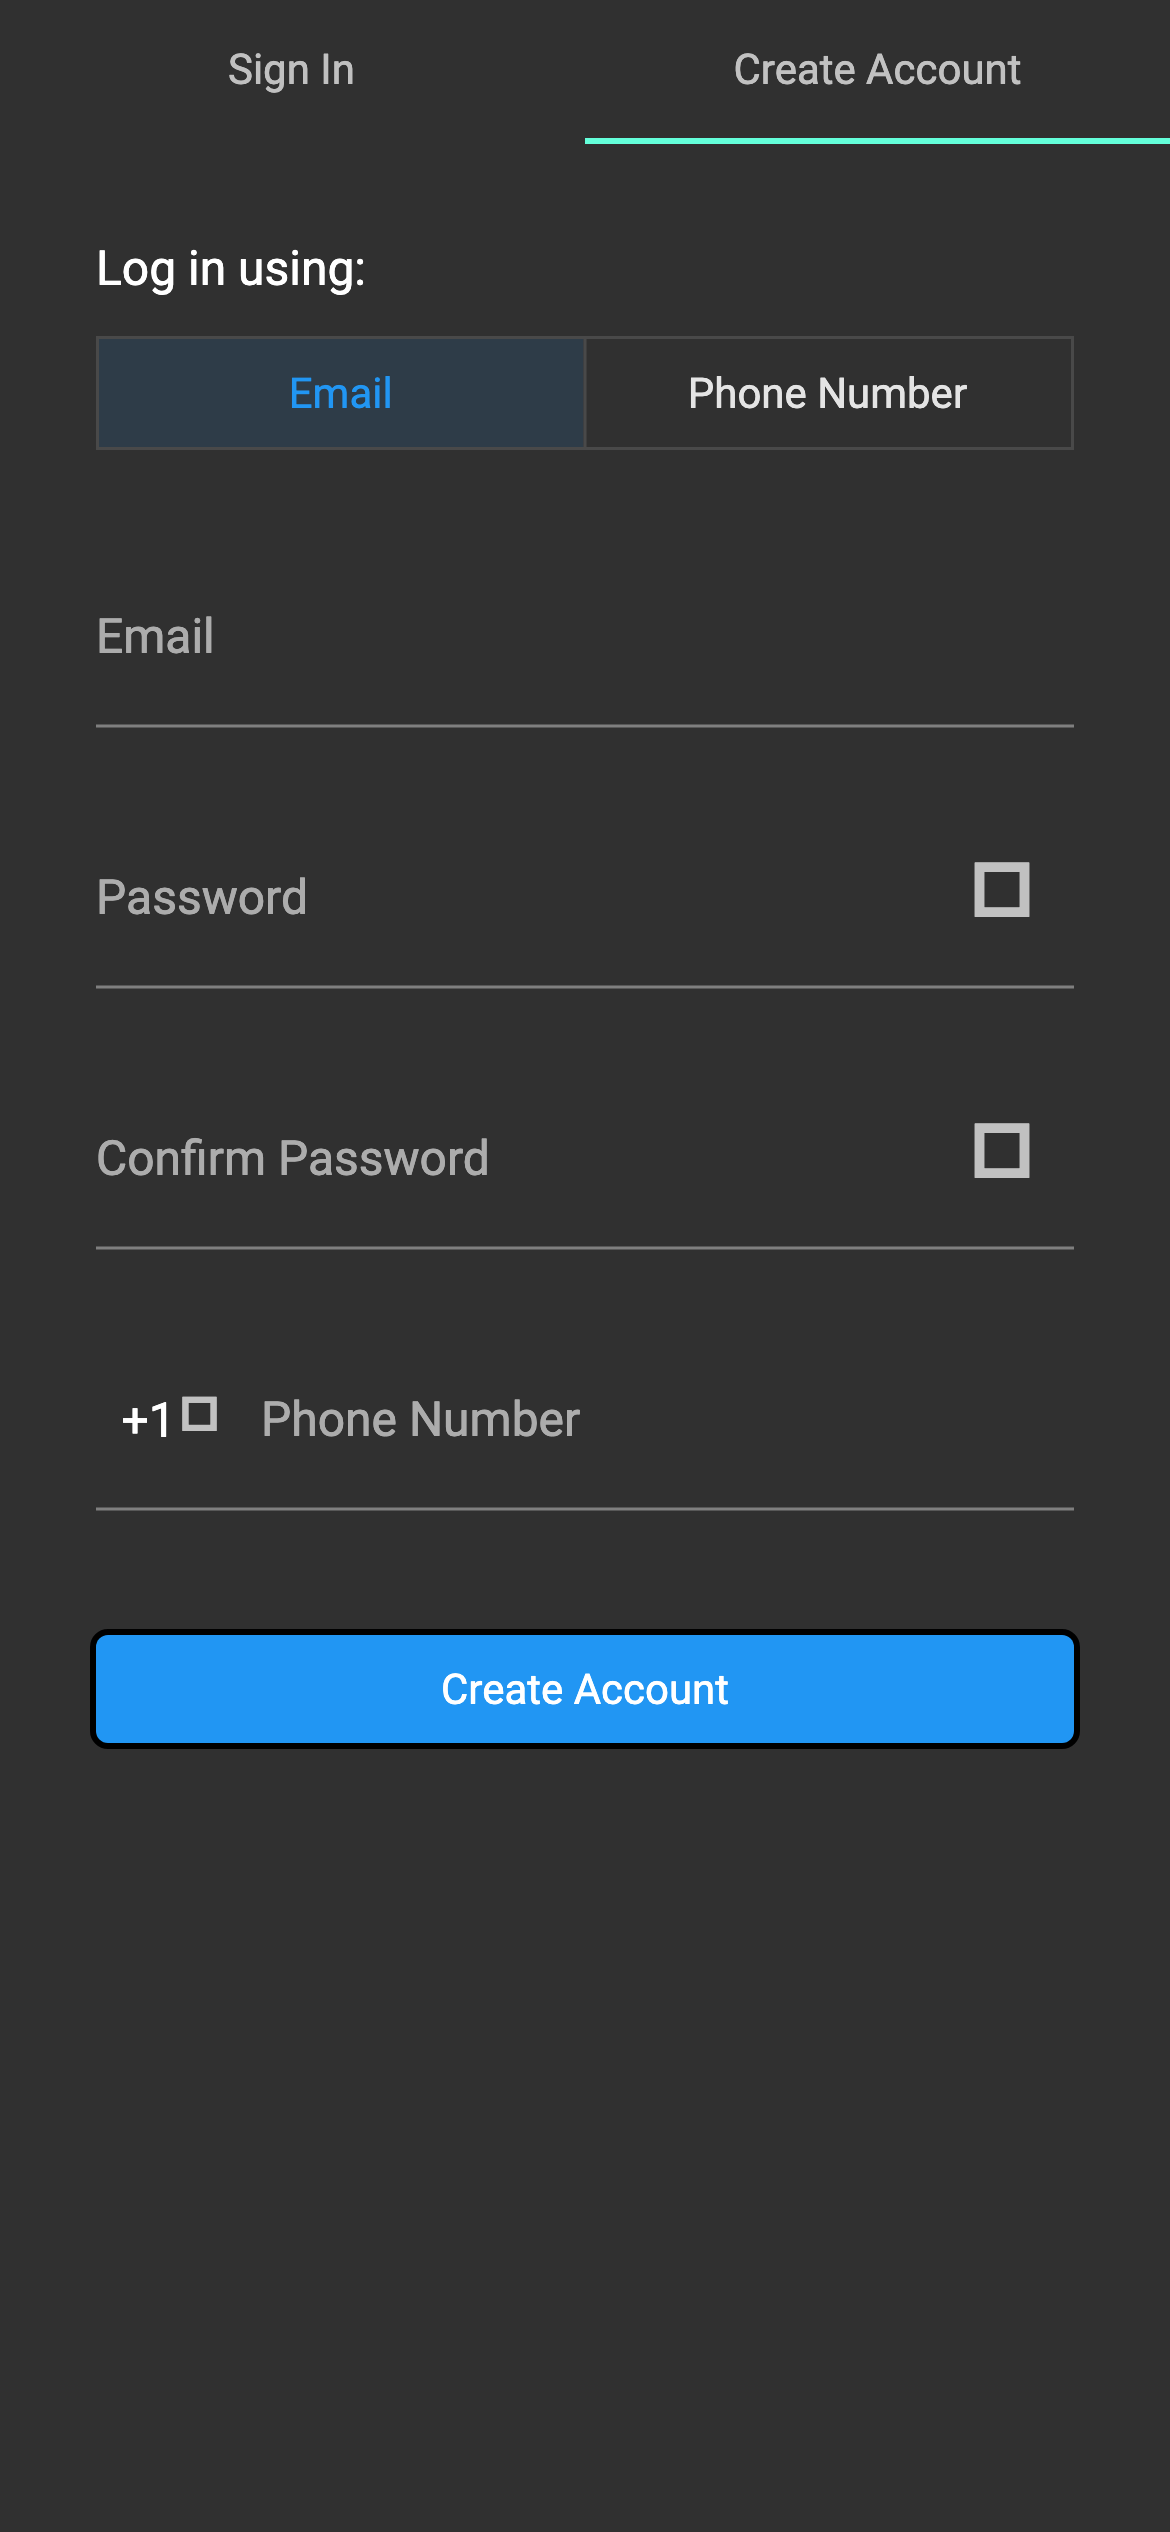 Sign In
Create Account
Log in using:
Email
Phone Number
Email
Password
Confirm Password
+1 Phone Number
Create Account